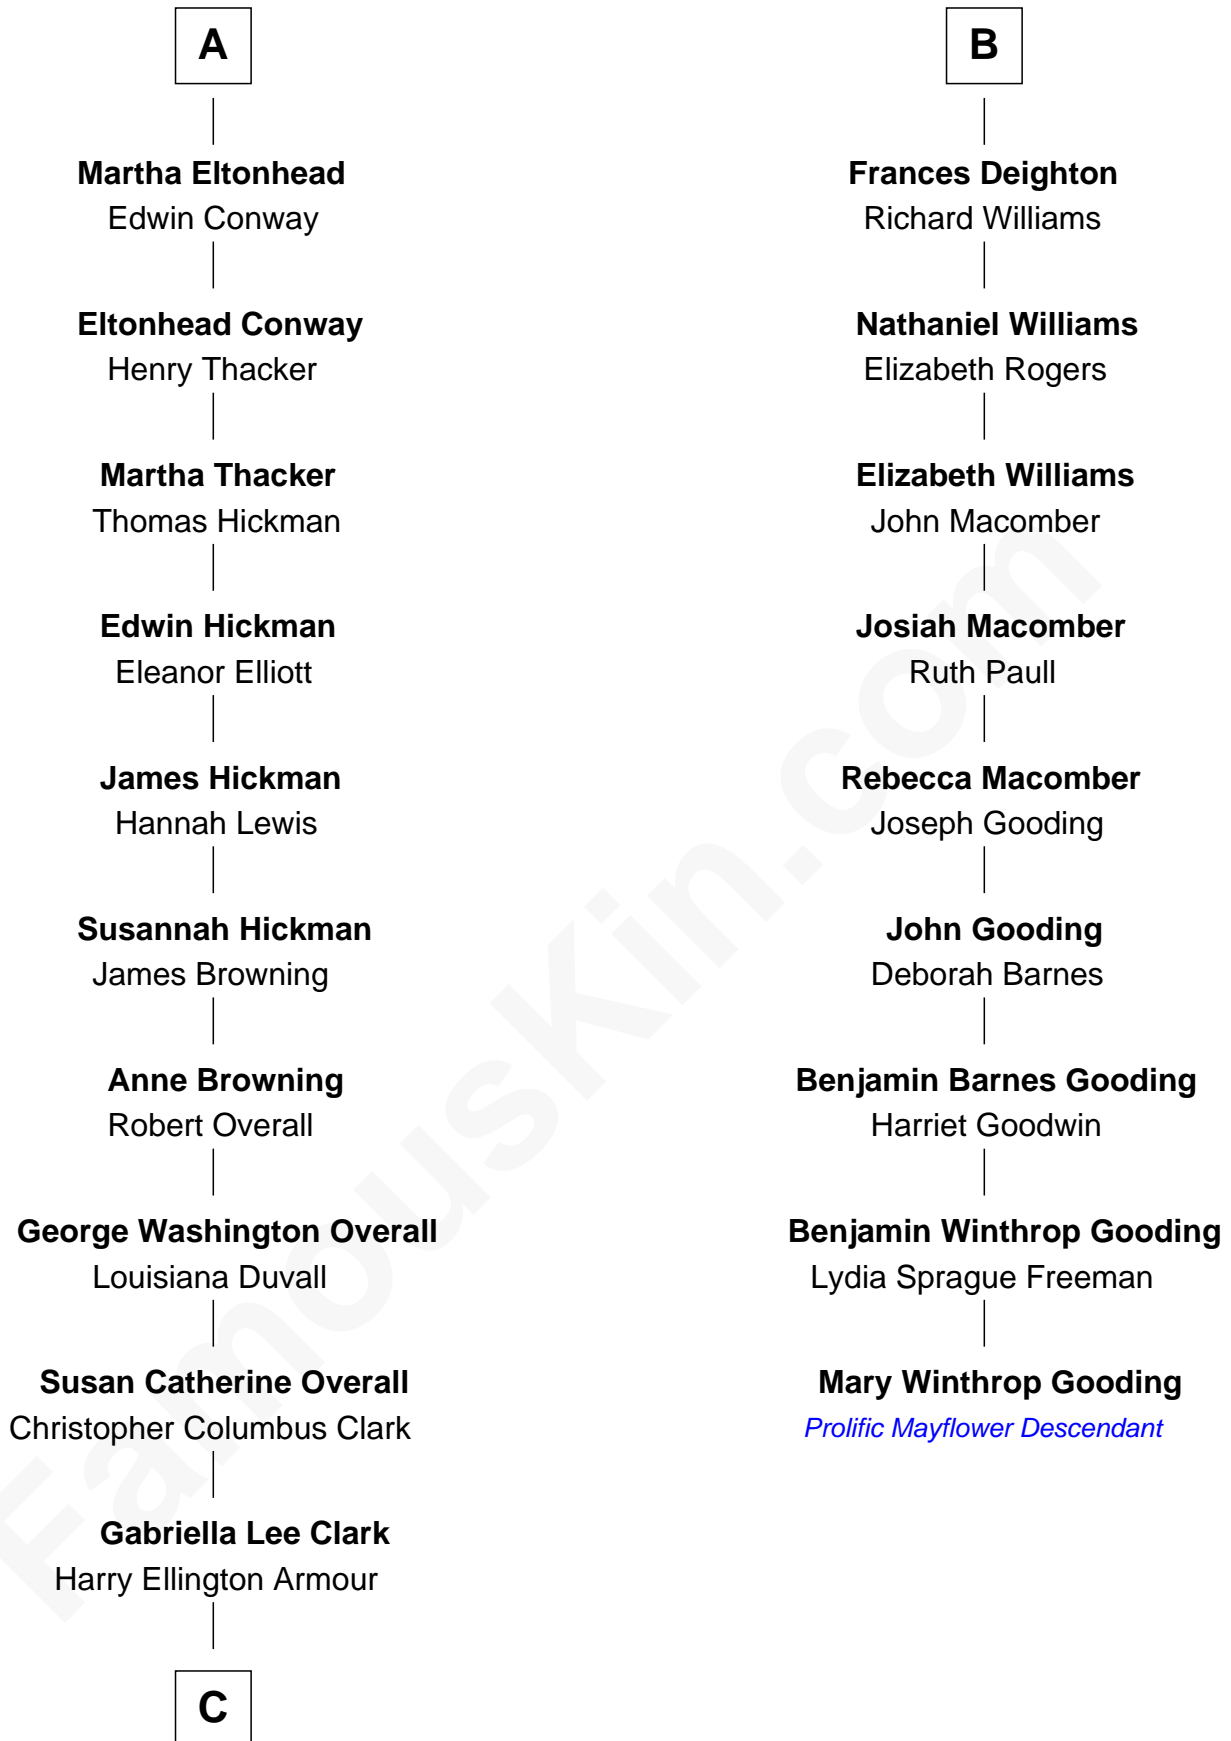 A
Martha Eltonhead
Edwin Conway
Eltonhead Conway
Henry Thacker
Martha Thacker
Thomas Hickman
Edwin Hickman
Eleanor Elliott
James Hickman
Hannah Lewis
Susannah Hickman
James Browning
Anne Browning
Robert Overall
George Washington Overall
Louisiana Duvall
Susan Catherine Overall
Christopher Columbus Clark
Gabriella Lee Clark
Harry Ellington Armour
C
B
Frances Deighton
Richard Williams
Nathaniel Williams
Elizabeth Rogers
Elizabeth Williams
John Macomber
Josiah Macomber
Ruth Paull
Rebecca Macomber
Joseph Gooding
John Gooding
Deborah Barnes
Benjamin Barnes Gooding
Harriet Goodwin
Benjamin Winthrop Gooding
Lydia Sprague Freeman
Mary Winthrop Gooding
Prolific Mayflower Descendant
FamousKin.com